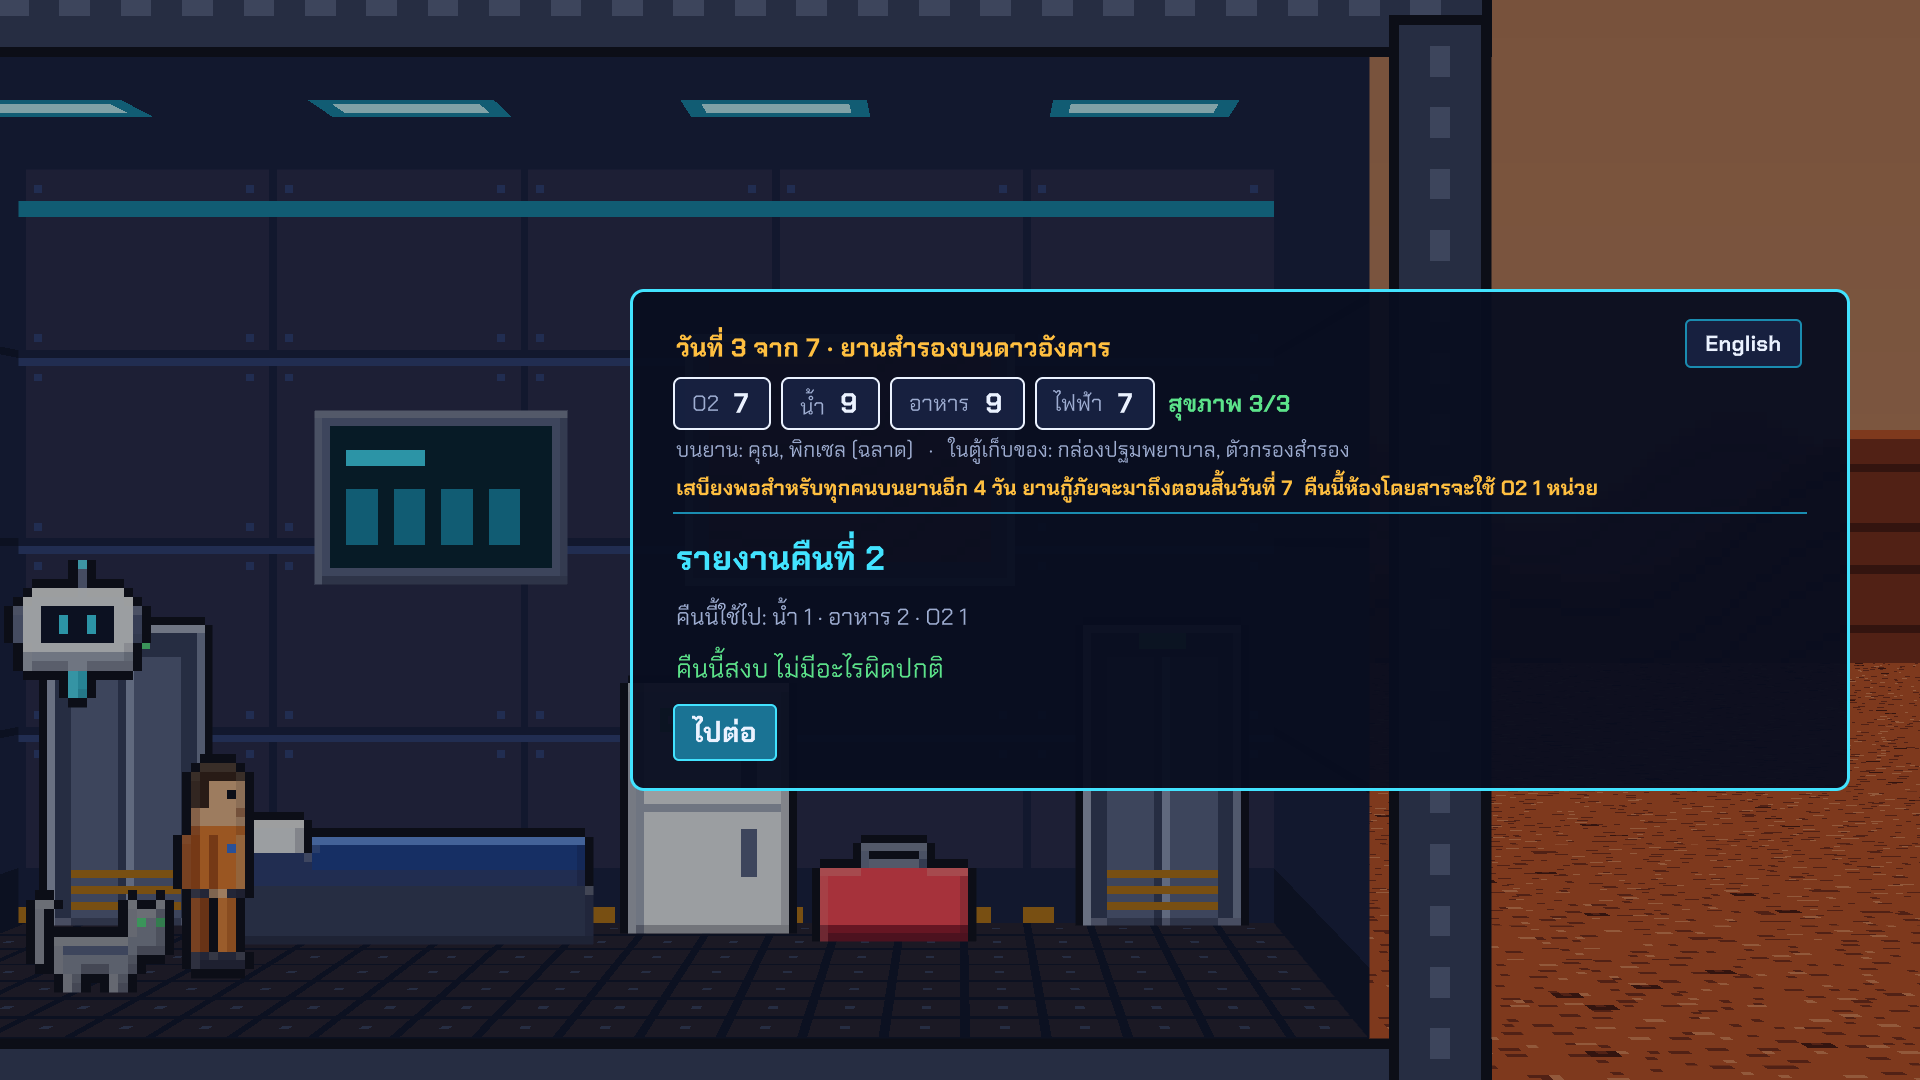 วันที่ 3 จาก 7 · ยานสำรองบนดาวอังคาร
English
O2 7 น้ำ 9 อาหาร 9 ไฟฟ้า 7 สุขภาพ 3/3
บนยาน: คุณ, พิกเซล (ฉลาด) · ในตู้เก็บของ: กล่องปฐมพยาบาล, ตัวกรองสำรอง
เสบียงพอสำหรับทุกคนบนยานอีก 4 วัน ยานกู้ภัยจะมาถึงตอนสิ้นวันที่ 7 คืนนี้ห้องโดยสารจะใช้ O2 1 หน่วย
รายงานคืนที่ 2
คืนนี้ใช้ไป: น้ำ 1 · อาหาร 2 · O2 1
คืนนี้สงบ ไม่มีอะไรผิดปกติ
ไปต่อ